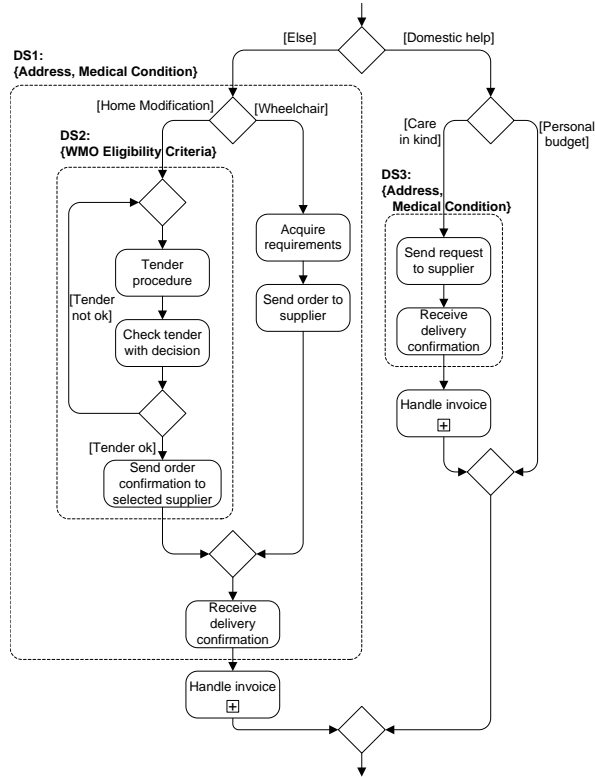 [Else]
[Domestic help]
DS1:
{Address, Medical Condition}
[Home Modification]
[Wheelchair]
[Care
in kind]
[Personal
budget]
DS2:
{WMO Eligibility Criteria}
DS3:
{Address,
Medical Condition}
Acquire
requirements
Send request
to supplier
Tender
procedure
Send order to
supplier
[Tender
not ok]
Check tender
with decision
Receive
delivery
confirmation
Handle invoice
[Tender ok]
Send order
confirmation to
selected supplier
Receive
delivery
confirmation
Handle invoice